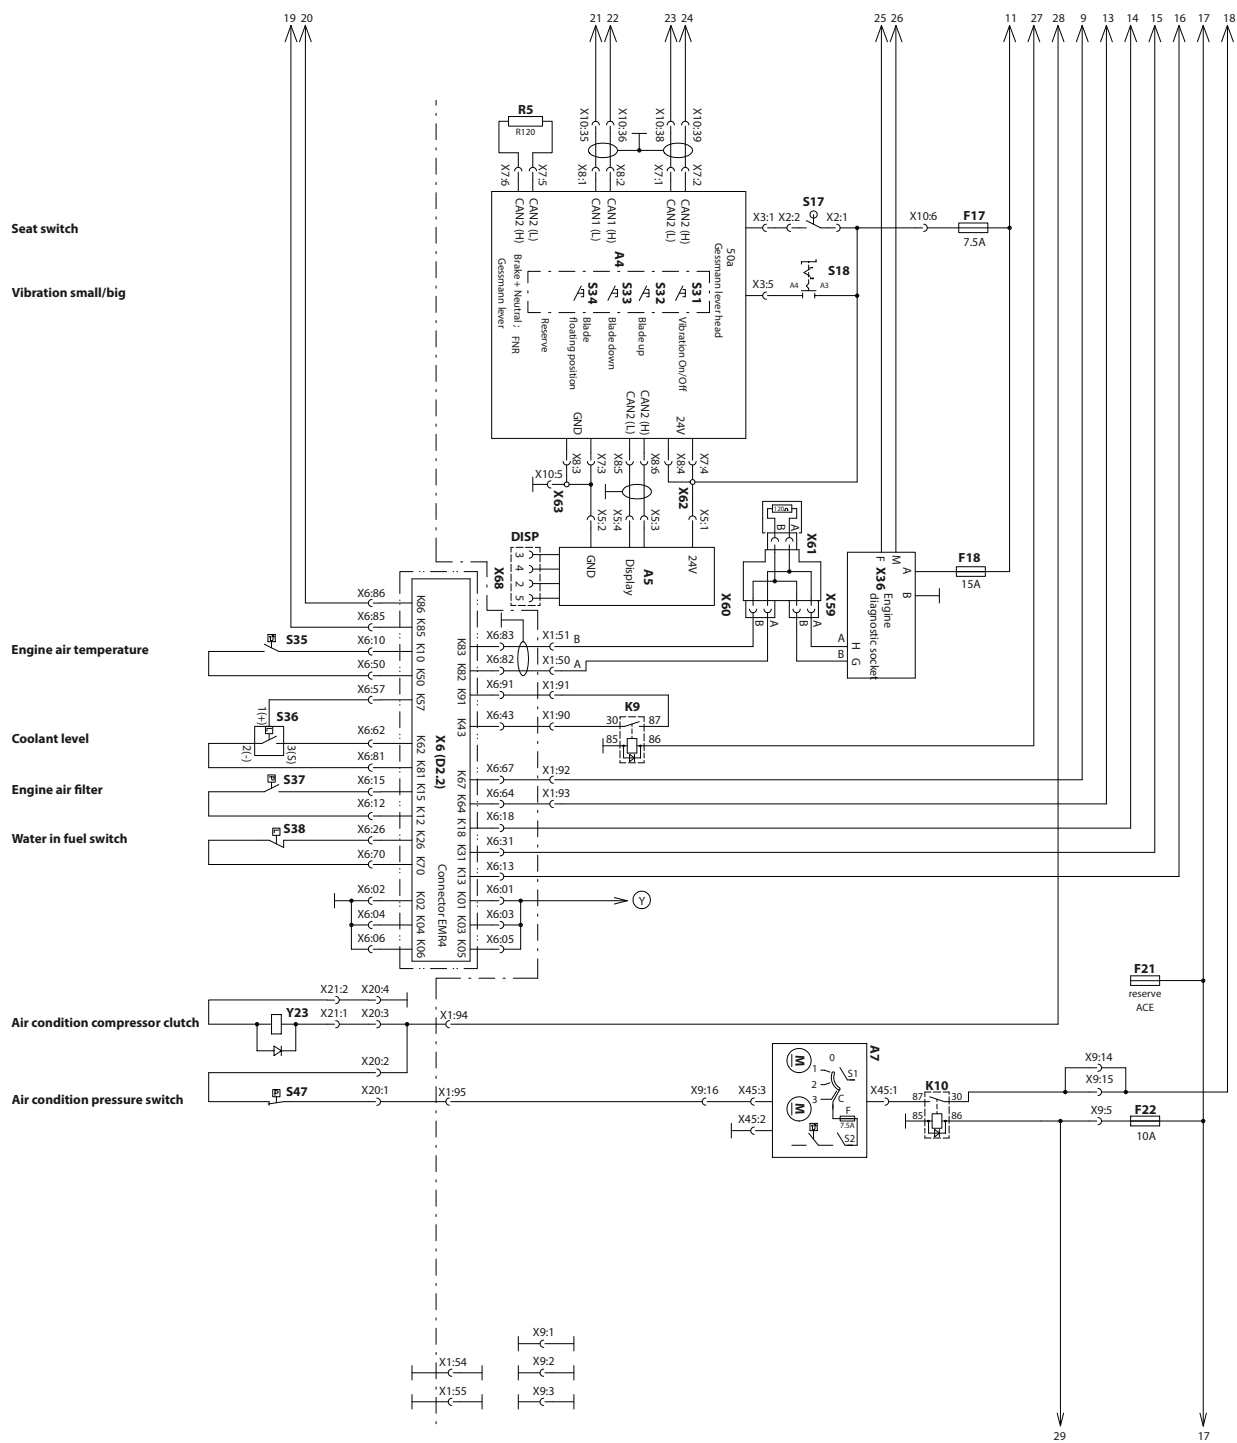 19 20 21 22 23 24 25 26 11 27 28 9 13 14 15 16 17 18
R5
R120
X10:35
X10:36
X10:38
X10:39
X7:6
X7:5
X8:1
X8:2
X7:1
X7:2
CAN2 (H)
CAN2 (L)
CAN1 (L)
CAN1 (H)
CAN2 (L)
CAN2 (H)
Seat switch
X3:1 X2:2 S17 X2:1 X10:6 F17
7.5A
A4
50a
Gessmann lever head
Vibration small/big
X3:5
S18
A4 A3
S34
S33
S32
S31
Gessmann lever
Brake + Neutral ; FNR
Reserve
Blade
floating position
Blade down
Blade up
Vibration On/Off
GND
CAN2 (L)
CAN2 (H)
24V
X8:3
X7:3
X8:5
X8:6
X8:4
X7:4
X10:5
X63
X62
X5:2
X5:4
X5:3
X5:1
120Ω
B A
X61
DISP
3
4
2
5
X68
GND
Display
A5
24V
X60
X59
B A B A
F M
X36
Engine
diagnostic socket
A
B
A H
B G
F18
15A
X6:86 K86
X6:85 K85
Engine air temperature
S35
X6:10 K10
X6:50 K50
X6:57 K57
1(+)
S36
2(-)
3(S)
Coolant level
X6:62 K62
X6:81 K81
Engine air filter
S37
X6:15 K15
X6:12 K12
Water in fuel switch
S38
X6:26 K26
X6:70 K70
X6:02 K02
X6:04 K04
X6:06 K06
X6 (D2.2)
Connector EMR4
K83 X6:83 X1:51 B
K82 X6:82 X1:50 A
K91 X6:91 X1:91
K43 X6:43 X1:90
K9
30 87
85 86
K67 X6:67 X1:92
K64 X6:64 X1:93
K18 X6:18
K31 X6:31
K13 X6:13
K01 X6:01 Y
K03 X6:03
K05 X6:05
F21
reserve
ACE
X21:2 X20:4
Air condition compressor clutch
Y23 X21:1 X20:3 X1:94
X20:2
Air condition pressure switch
P S47 X20:1 X1:95 X9:16 X45:3
X45:2
A7
M
M
0
1
2
3
C
S1
F
7.5A
S2
X45:1
K10
87 30
85 86
X9:14
X9:15
X9:5
F22
10A
X9:1
X1:54 X9:2
X1:55 X9:3
29 17